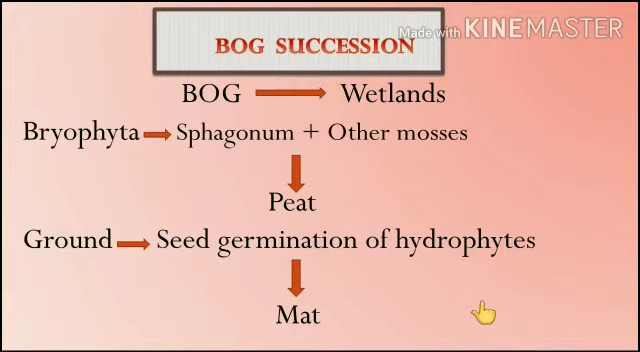 BOG SUCCESSION
Made with KINEMASTER
BOG → Wetlands
Bryophyta → Sphagonum + Other mosses
↓
Peat
Ground → Seed germination of hydrophytes
↓
Mat